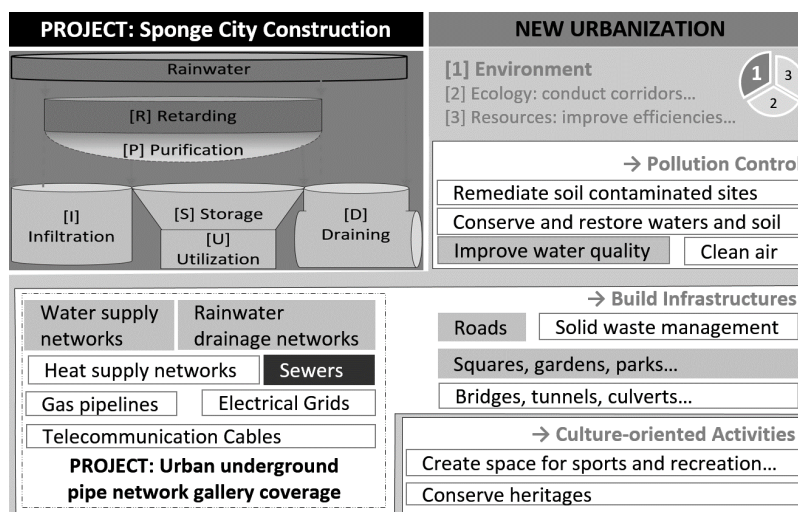 PROJECT: Sponge City Construction
Rainwater
[R] Retarding
[P] Purification
[I]
Infiltration
[S] Storage
[U]
Utilization
[D]
Draining
NEW URBANIZATION
[1] Environment
[2] Ecology: conduct corridors...
[3] Resources: improve efficiencies...
1
3
2
→ Pollution Control
Remediate soil contaminated sites
Conserve and restore waters and soil
Improve water quality
Clean air
Water supply
networks
Rainwater
drainage networks
Heat supply networks
Sewers
Gas pipelines
Electrical Grids
Telecommunication Cables
PROJECT: Urban underground
pipe network gallery coverage
→ Build Infrastructures
Roads
Solid waste management
Squares, gardens, parks...
Bridges, tunnels, culverts...
→ Culture-oriented Activities
Create space for sports and recreation...
Conserve heritages